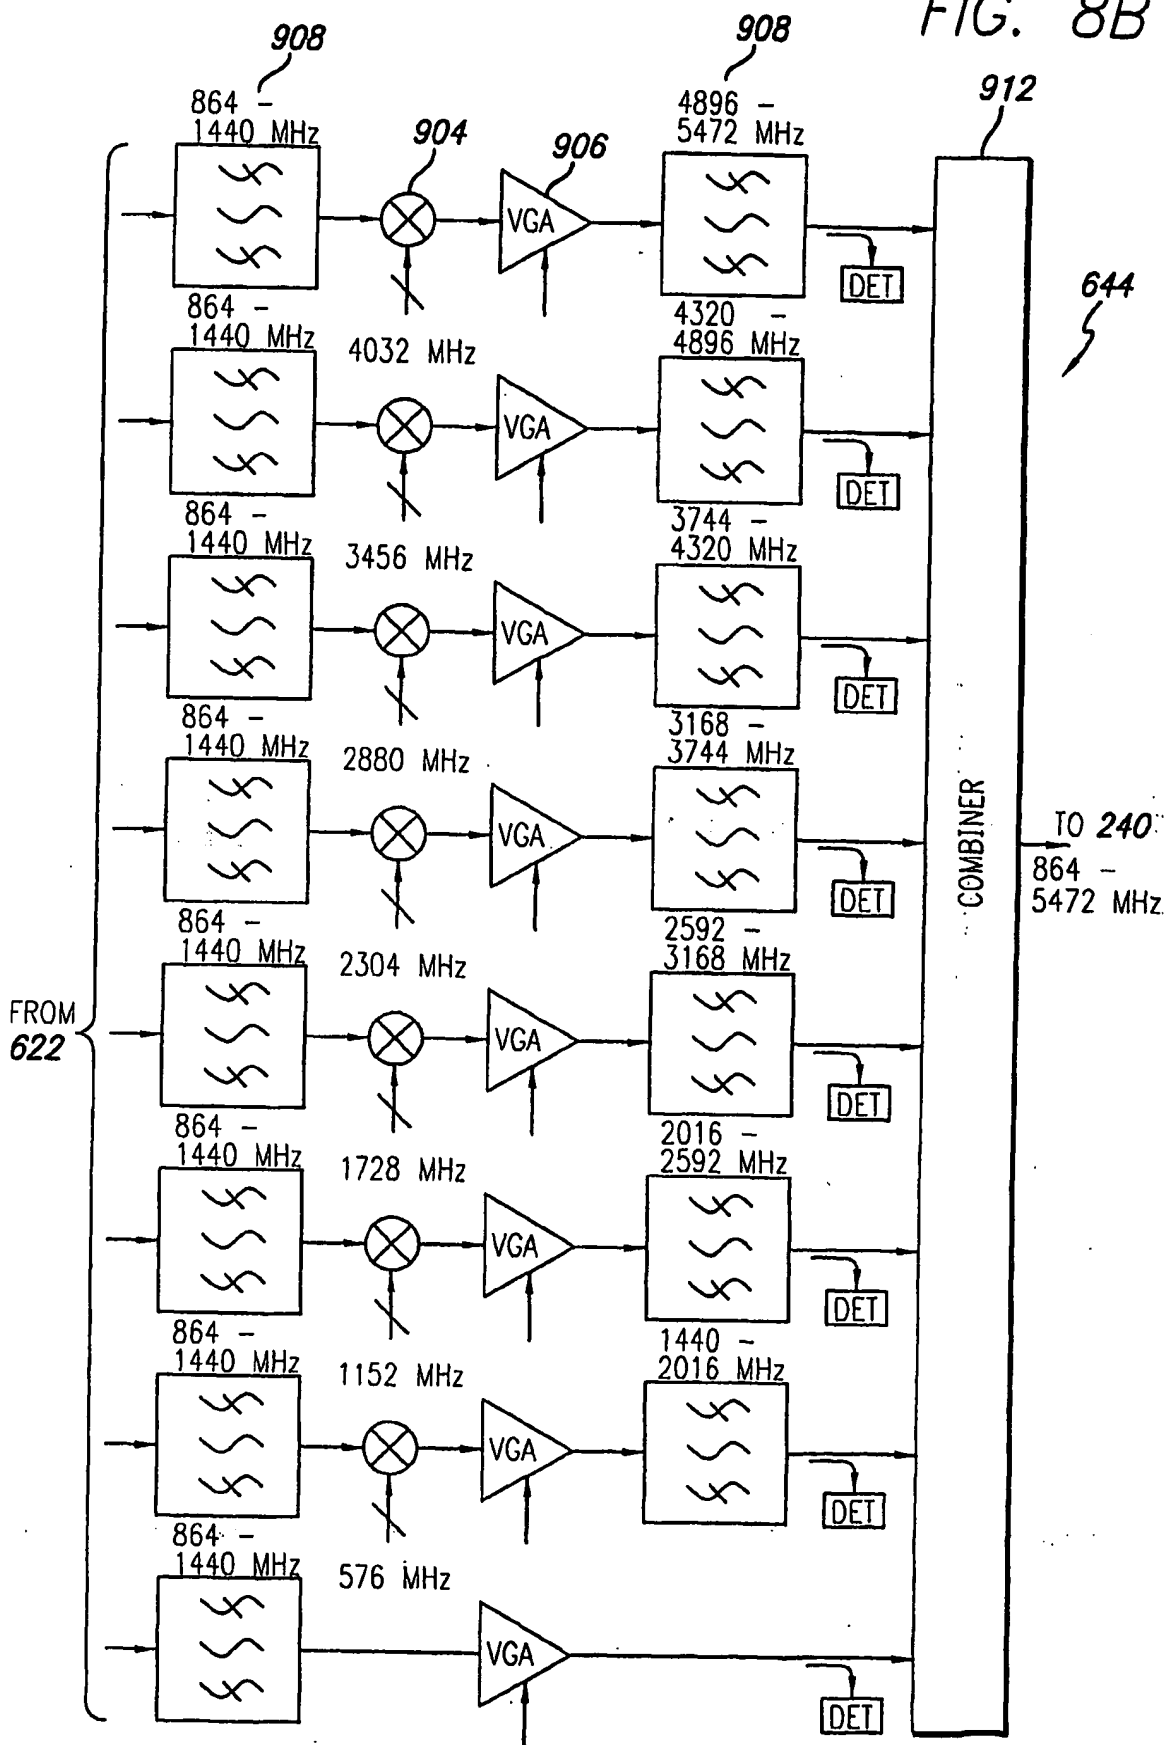 FIG. 8B
908
908
864 -
1440 MHz
904
906
4896 -
5472 MHz
912
VGA
DET
644
864 -
1440 MHz
4032 MHz
4320 -
4896 MHz
VGA
DET
864 -
1440 MHz
3456 MHz
3744 -
4320 MHz
VGA
DET
864 -
1440 MHz
2880 MHz
3168 -
3744 MHz
VGA
DET
COMBINER
TO 240
864 -
5472 MHz
864 -
1440 MHz
2304 MHz
2592 -
3168 MHz
FROM
622
VGA
DET
864 -
1440 MHz
1728 MHz
2016 -
2592 MHz
VGA
DET
864 -
1440 MHz
1152 MHz
1440 -
2016 MHz
VGA
DET
864 -
1440 MHz
576 MHz
VGA
DET